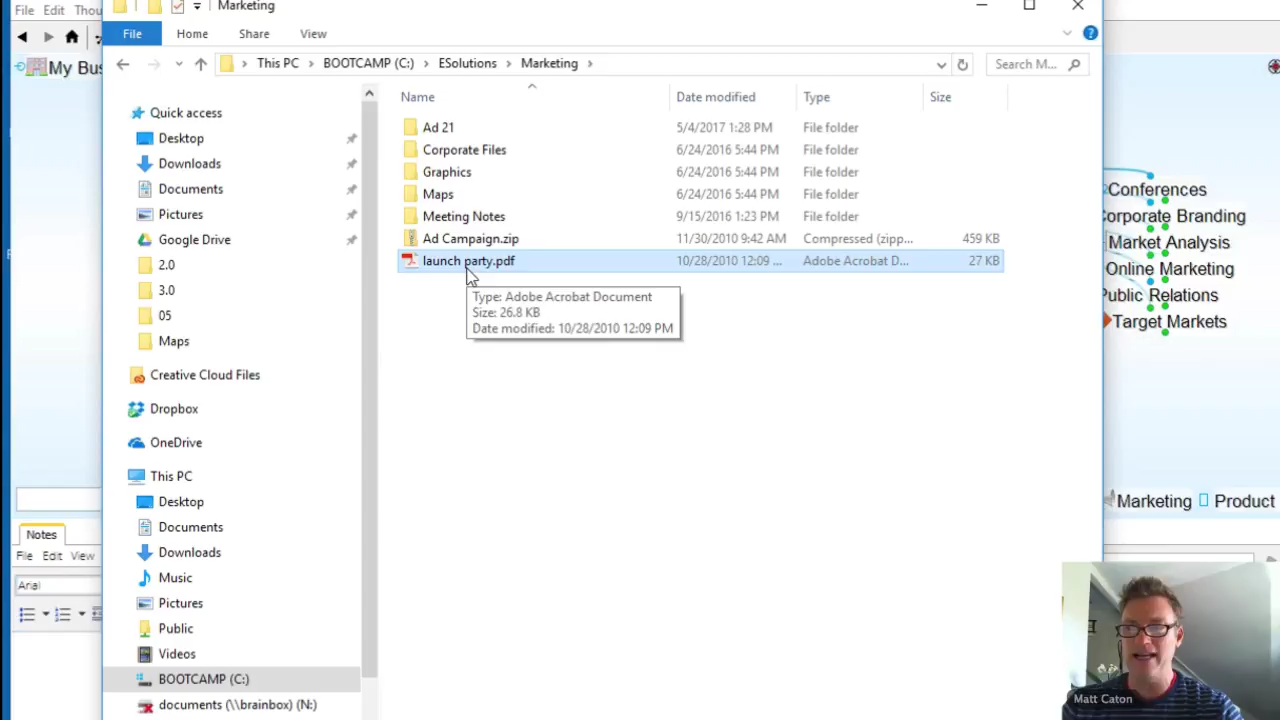 File Edit Thou
Marketing
File Home Share View
My Bus
This PC > BOOTCAMP (C:) > ESolutions > Marketing >
Search M...
Name Date modified Type Size
Quick access
Desktop
Downloads
Documents
Pictures
Google Drive
2.0
3.0
05
Maps
Creative Cloud Files
Dropbox
OneDrive
This PC
Desktop
Documents
Downloads
Music
Pictures
Public
Videos
BOOTCAMP (C:)
documents (\\brainbox) (N:)
Ad 21 5/4/2017 1:28 PM File folder
Corporate Files 6/24/2016 5:44 PM File folder
Graphics 6/24/2016 5:44 PM File folder
Maps 6/24/2016 5:44 PM File folder
Meeting Notes 9/15/2016 1:23 PM File folder
Ad Campaign.zip 11/30/2010 9:42 AM Compressed (zipp... 459 KB
launch party.pdf 10/28/2010 12:09 ... Adobe Acrobat D... 27 KB
Type: Adobe Acrobat Document
Size: 26.8 KB
Date modified: 10/28/2010 12:09 PM
Conferences
orporate Branding
Market Analysis
Online Marketing
Public Relations
Target Markets
Marketing Product
Notes
File Edit View
Arial
Matt Caton